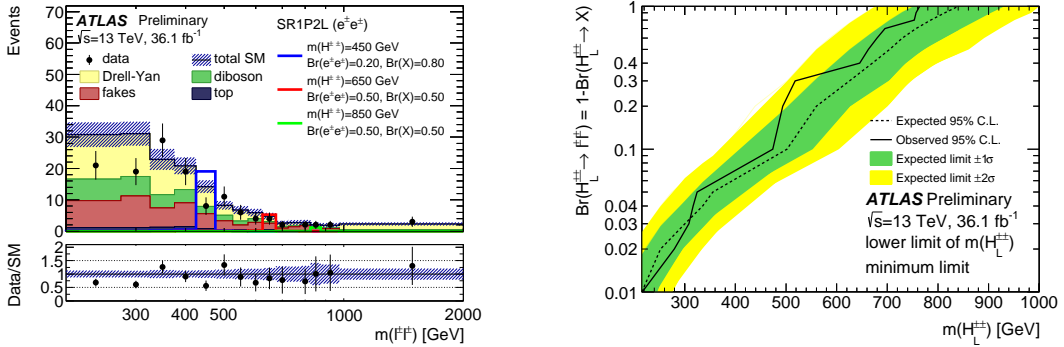 Events
ATLAS Preliminary
√s=13 TeV, 36.1 fb⁻¹
data
total SM
Drell-Yan
diboson
fakes
top
SR1P2L (e±e±)
m(H±±)=450 GeV
Br(e±e±)=0.20, Br(X)=0.80
m(H±±)=650 GeV
Br(e±e±)=0.50, Br(X)=0.50
m(H±±)=850 GeV
Br(e±e±)=0.50, Br(X)=0.50
70
60
50
40
30
20
10
0
Data/SM
2
1.5
1
0.5
0
300
400
500
1000
2000
m(l±l±) [GeV]
Br(H±±L → l±l±) = 1-Br(H±±L → X)
1
0.4
0.3
0.2
0.1
0.04
0.03
0.02
0.01
Expected 95% C.L.
Observed 95% C.L.
Expected limit ±1σ
Expected limit ±2σ
ATLAS Preliminary
√s=13 TeV, 36.1 fb⁻¹
lower limit of m(H±±L)
minimum limit
300 400 500 600 700 800 900 1000
m(H±±L) [GeV]